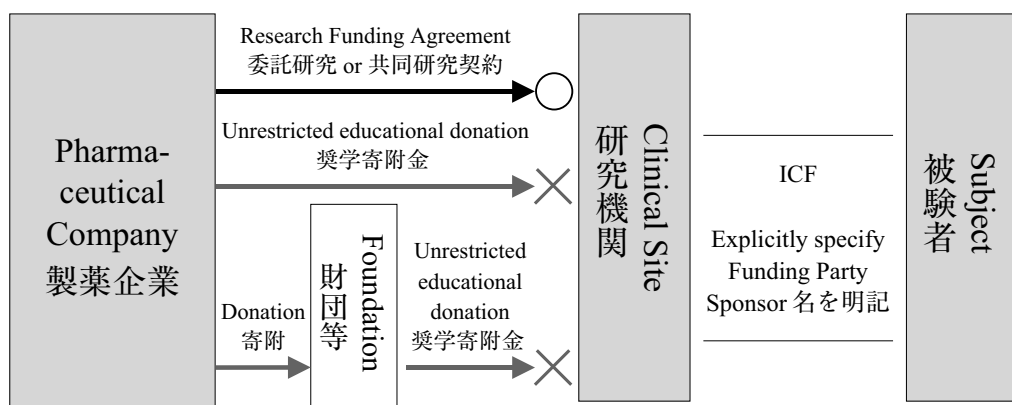 Pharma-
ceutical
Company
製薬企業
Research Funding Agreement
委託研究 or 共同研究契約
Unrestricted educational donation
奨学寄附金
Donation
寄附
Foundation
財団等
Unrestricted
educational
donation
奨学寄附金
Clinical Site
研究機関
ICF
Explicitly specify
Funding Party
Sponsor 名を明記
Subject
被験者